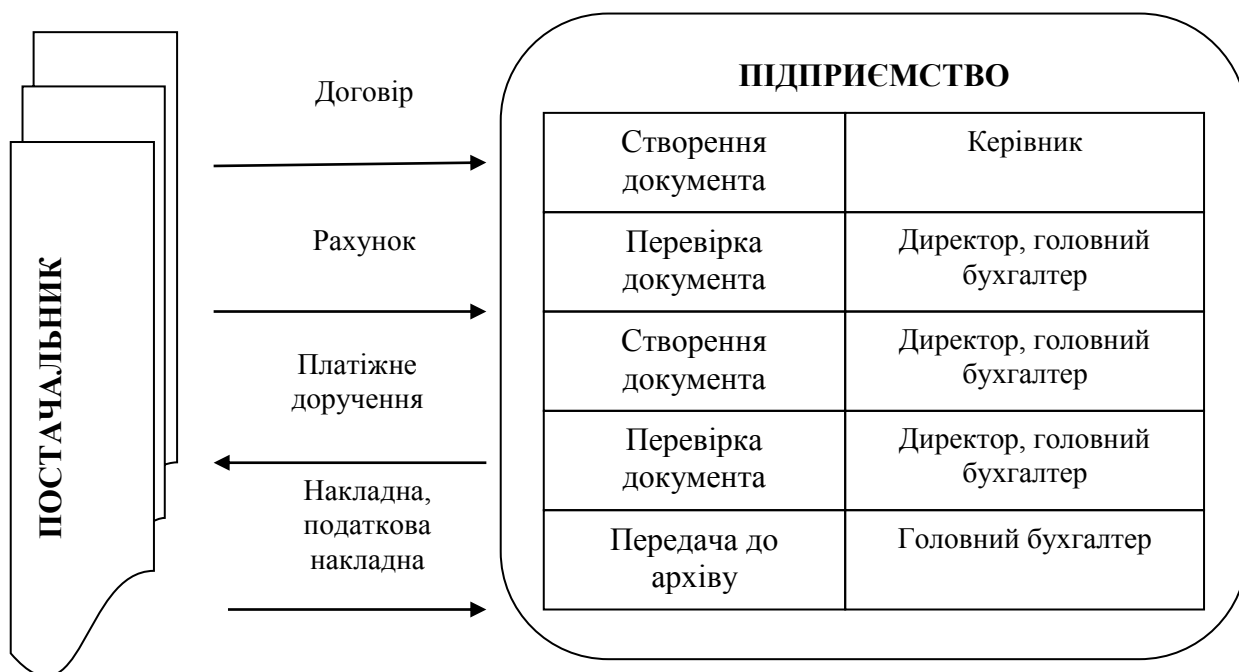 ПОСТАЧАЛЬНИК
Договір
Рахунок
Платіжне
доручення
Накладна,
податкова
накладна
ПІДПРИЄМСТВО
Створення
документа
Керівник
Перевірка
документа
Директор, головний
бухгалтер
Створення
документа
Директор, головний
бухгалтер
Перевірка
документа
Директор, головний
бухгалтер
Передача до
архіву
Головний бухгалтер